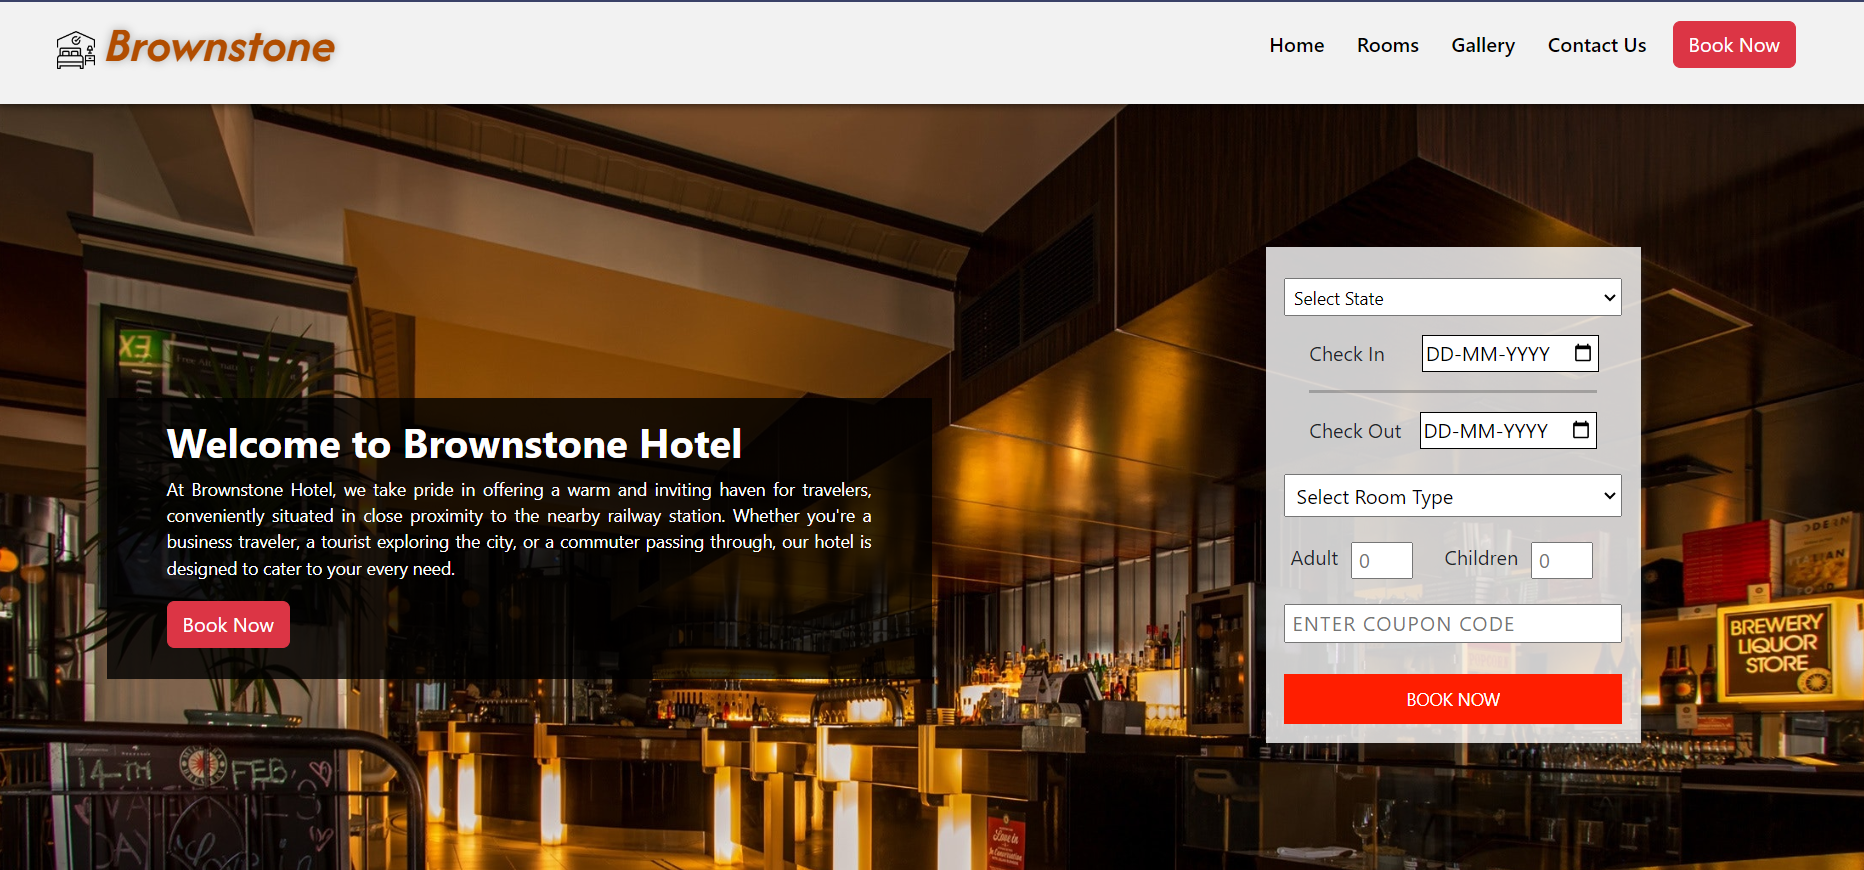 Brownstone
Home Rooms Gallery Contact Us Book Now
Welcome to Brownstone Hotel
At Brownstone Hotel, we take pride in offering a warm and inviting haven for travelers,
conveniently situated in close proximity to the nearby railway station. Whether you're a
business traveler, a tourist exploring the city, or a commuter passing through, our hotel is
designed to cater to your every need.
Book Now
Select State
Check In DD-MM-YYYY
Check Out DD-MM-YYYY
Select Room Type
Adult 0 Children 0
ENTER COUPON CODE
BOOK NOW
EX
BREWERY
LIQUOR
STORE
14-TH FEB,